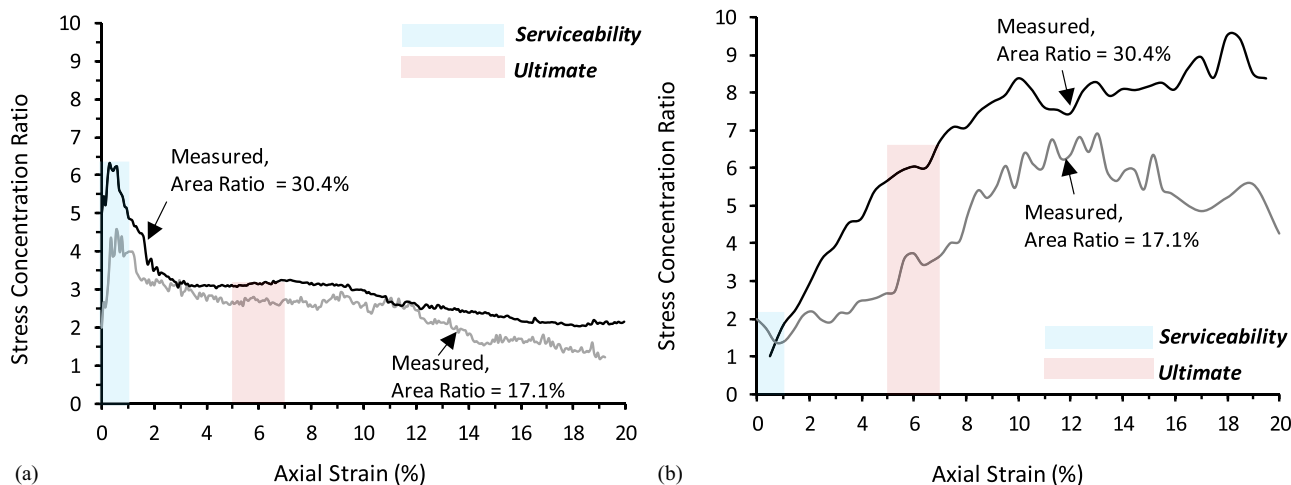 Stress Concentration Ratio
10
9
8
7
6
5
4
3
2
1
0
Serviceability
Ultimate
Measured,
Area Ratio = 30.4%
Measured,
Area Ratio = 17.1%
0 2 4 6 8 10 12 14 16 18 20
Axial Strain (%)
(a)
Stress Concentration Ratio
10
9
8
7
6
5
4
3
2
1
0
Measured,
Area Ratio = 30.4%
Measured,
Area Ratio = 17.1%
Serviceability
Ultimate
0 2 4 6 8 10 12 14 16 18 20
Axial Strain (%)
(b)